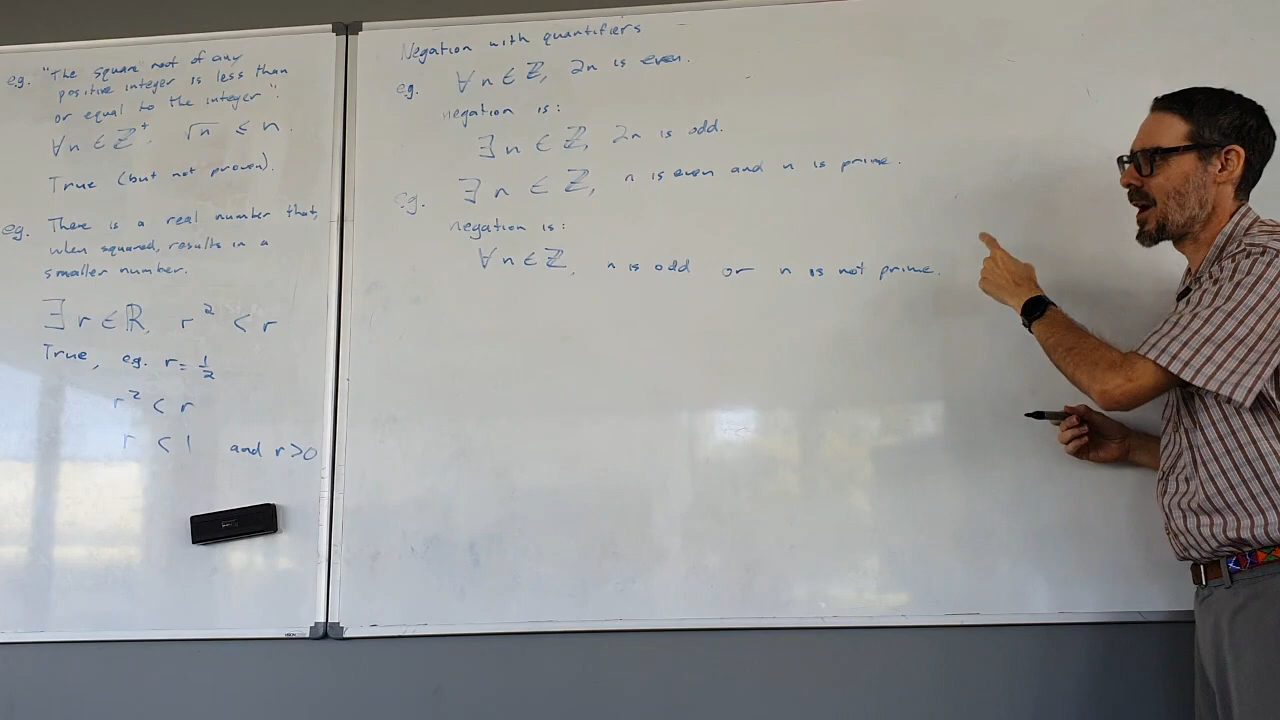 e.g. "The square root of any
positive integer is less than
or equal to the integer".
∀n ∈ ℤ⁺, √n ≤ n.
True (but not proven).
eg. There is a real number that,
when squared, results in a
smaller number.
∃ r ∈ ℝ, r² < r
True, eg. r = 1/2
r² < r
r < 1 and r > 0
Negation with quantifiers
eg. ∀ n ∈ ℤ, 2n is even.
negation is:
∃ n ∈ ℤ, 2n is odd.
eg. ∃ n ∈ ℤ, n is even and n is prime.
negation is:
∀ n ∈ ℤ, n is odd or n is not prime.